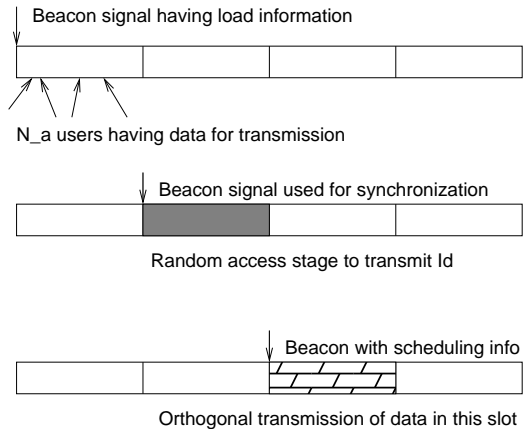 Beacon signal having load information
N_a users having data for transmission
Beacon signal used for synchronization
Random access stage to transmit Id
Beacon with scheduling info
Orthogonal transmission of data in this slot